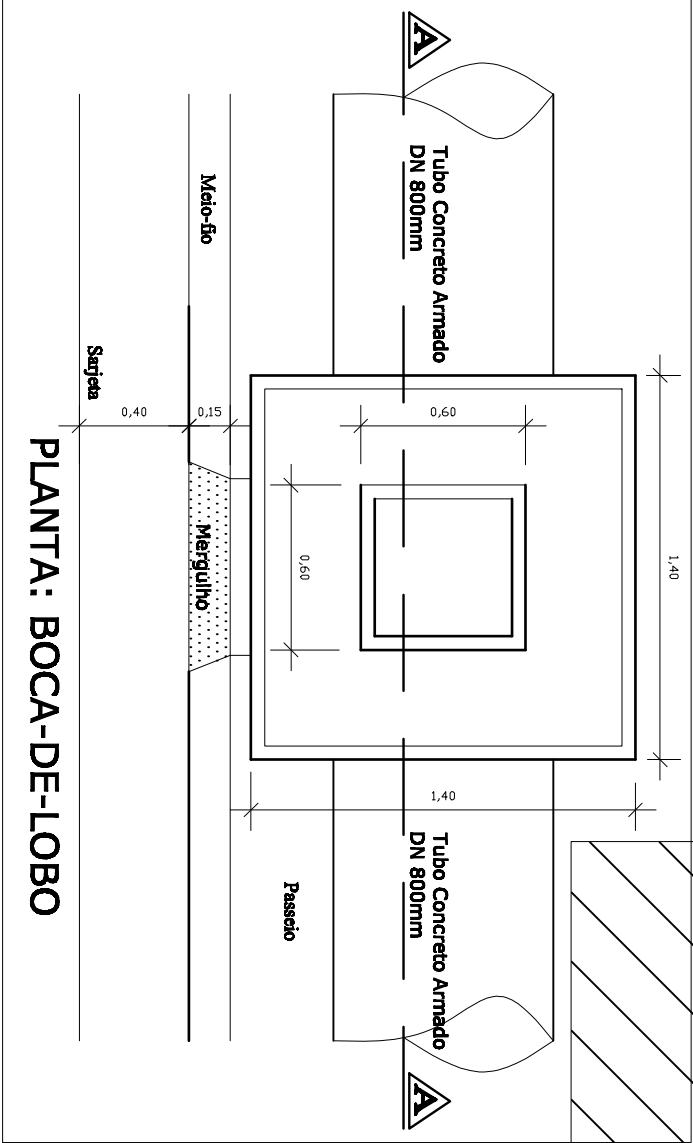 A
A
Tubo Concreto Armado
DN 800mm
Tubo Concreto Armado
DN 800mm
1,40
1,40
0,60
0,60
Passeio
Meio-fio
0,15
Mergulho
0,40
Sarjeta
PLANTA: BOCA-DE-LOBO